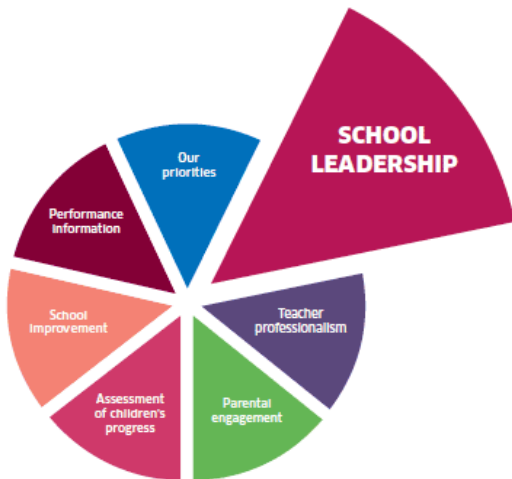 SCHOOL
LEADERSHIP
Our
priorities
Performance
information
Teacher
professionalism
School
improvement
Assessment
of children's
progress
Parental
engagement